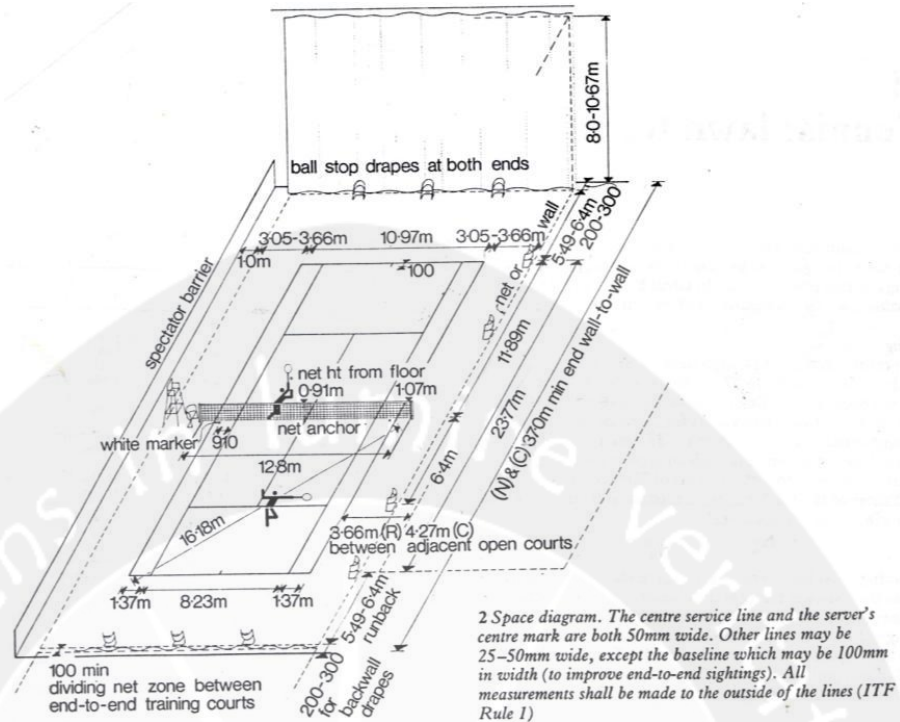 8·0-10·67m
ball stop drapes at both ends
3·05-3·66m
10·97m
3·05-3·66m
1·0m
100
net or wall
5·49-6·4m
200-300
spectator barrier
11·89m
net ht from floor
0·91m
1·07m
23·77m
(N)&(C) 37·0m min end wall-to-wall
white marker
910
net anchor
12·8m
6·4m
16·18m
3·66m(R) 4·27m(C)
between adjacent open courts
1·37m
8·23m
1·37m
5·49-6·4m
runback
200-300
for
backwall
drapes
100 min
dividing net zone between
end-to-end training courts
2 Space diagram. The centre service line and the server's
centre mark are both 50mm wide. Other lines may be
25–50mm wide, except the baseline which may be 100mm
in width (to improve end-to-end sightings). All
measurements shall be made to the outside of the lines (ITF
Rule 1)